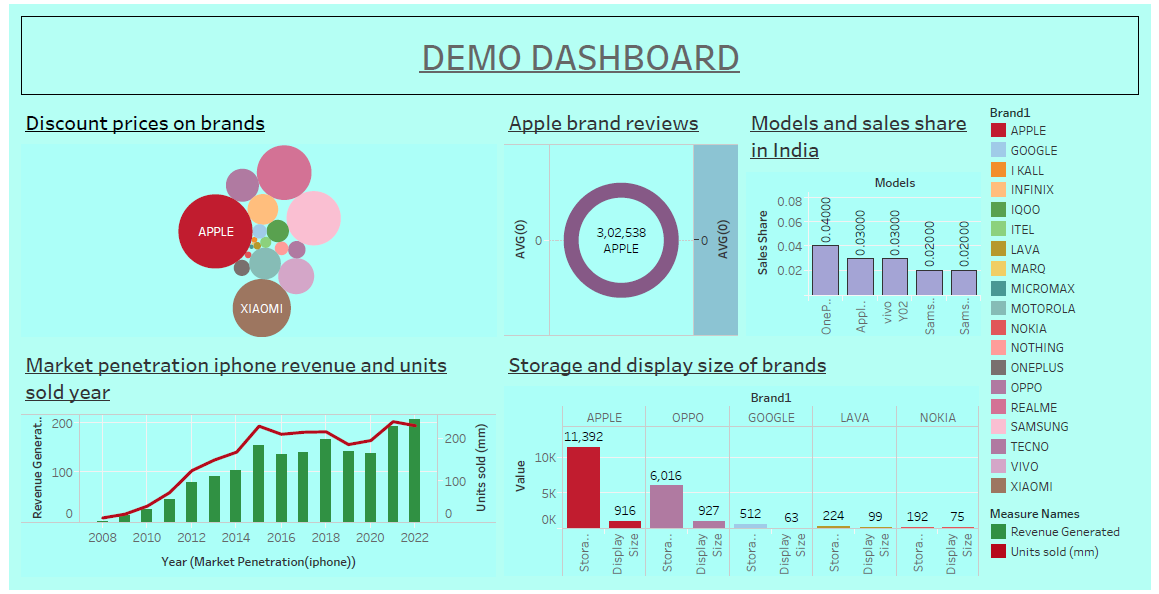 DEMO DASHBOARD
Discount prices on brands
APPLE
XIAOMI
Apple brand reviews
AVG(0)
0
3,02,538
APPLE
0
AVG(0)
Models and sales share
in India
Models
Sales Share
0.08
0.06
0.04
0.02
0.04000
0.03000
0.03000
0.02000
0.02000
OneP..
Appl..
vivo
Y02
Sams..
Sams..
Brand1
APPLE
GOOGLE
I KALL
INFINIX
IQOO
ITEL
LAVA
MARQ
MICROMAX
MOTOROLA
NOKIA
NOTHING
ONEPLUS
OPPO
REALME
SAMSUNG
TECNO
VIVO
XIAOMI
Measure Names
Revenue Generated
Units sold (mm)
Market penetration iphone revenue and units
sold year
Revenue Generat..
200
100
0
200
100
0
Units sold (mm)
2008 2010 2012 2014 2016 2018 2020 2022
Year (Market Penetration(iphone))
Storage and display size of brands
Brand1
APPLE OPPO GOOGLE LAVA NOKIA
Value
10K
5K
0K
11,392 916 6,016 927 512 63 224 99 192 75
Stora..
Display
Size
Stora..
Display
Size
Stora..
Display
Size
Stora..
Display
Size
Stora..
Display
Size